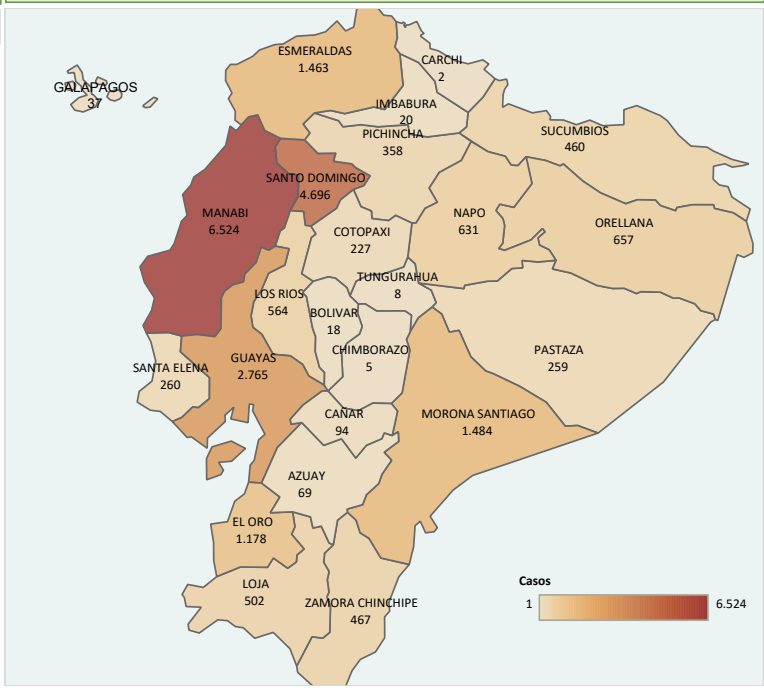 ESMERALDAS
1.463
CARCHI
2
GALAPAGOS
37
IMBABURA
20
PICHINCHA
358
SUCUMBIOS
460
SANTO DOMINGO
4.696
MANABI
6.524
NAPO
631
ORELLANA
657
COTOPAXI
227
TUNGURAHUA
8
LOS RIOS
564
BOLIVAR
18
CHIMBORAZO
5
PASTAZA
259
SANTA ELENA
260
GUAYAS
2.765
CAÑAR
94
MORONA SANTIAGO
1.484
AZUAY
69
EL ORO
1.178
LOJA
502
ZAMORA CHINCHIPE
467
Casos
1 6.524